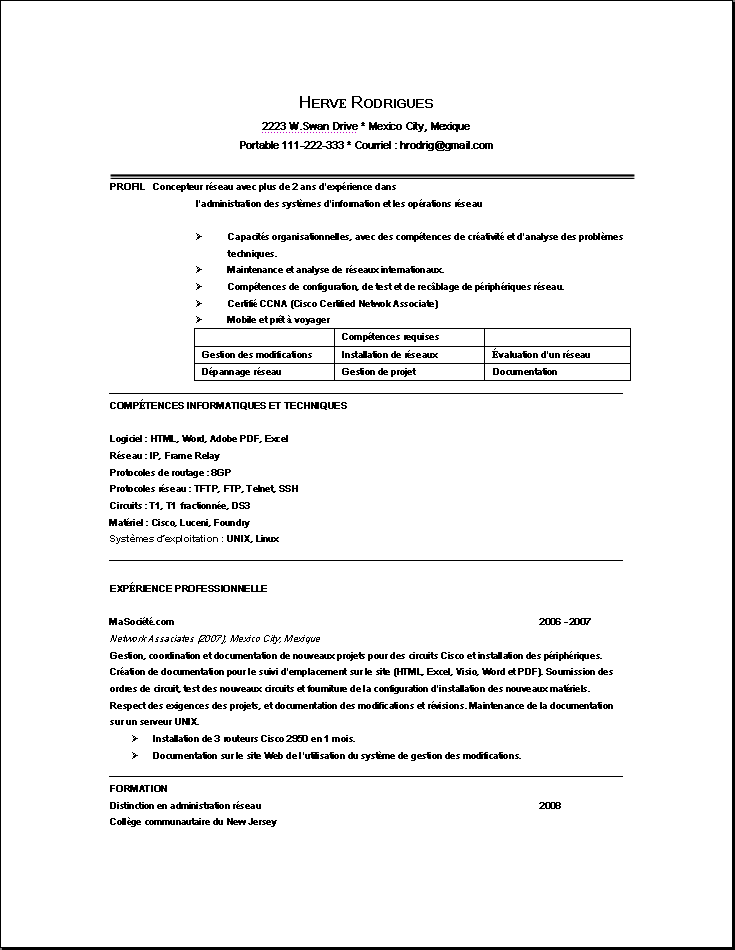 HERVE RODRIGUES
2223 W.Swan Drive * Mexico City, Mexique
Portable 111-222-333 * Courriel : hrodrig@gmail.com
PROFIL Concepteur réseau avec plus de 2 ans d'expérience dans
l'administration des systèmes d'information et les opérations réseau
➢ Capacités organisationnelles, avec des compétences de créativité et d'analyse des problèmes
techniques.
➢ Maintenance et analyse de réseaux internationaux.
➢ Compétences de configuration, de test et de recâblage de périphériques réseau.
➢ Certifié CCNA (Cisco Certified Netwok Associate)
➢ Mobile et prêt à voyager
Compétences requises
Gestion des modifications Installation de réseaux Évaluation d'un réseau
Dépannage réseau Gestion de projet Documentation
COMPÉTENCES INFORMATIQUES ET TECHNIQUES
Logiciel : HTML, Word, Adobe PDF, Excel
Réseau : IP, Frame Relay
Protocoles de routage : 8GP
Protocoles réseau : TFTP, FTP, Telnet, SSH
Circuits : T1, T1 fractionnée, DS3
Matériel : Cisco, Luceni, Foundry
Systèmes d'exploitation : UNIX, Linux
EXPÉRIENCE PROFESSIONNELLE
MaSociété.com 2006 -2007
Network Assaciates (2007), Mexico City, Mexique
Gestion, coordination et documentation de nouveaux projets pour des circuits Cisco et installation des périphériques.
Création de documentation pour le suivi d'emplacement sur le site (HTML, Excel, Visio, Word et PDF). Soumission des
ordres de circuit, test des nouveaux circuits et fourniture de la configuration d'installation des nouveaux matériels.
Respect des exigences des projets, et documentation des modifications et révisions. Maintenance de la documentation
sur un serveur UNIX.
➢ Installation de 3 routeurs Cisco 2950 en 1 mois.
➢ Documentation sur le site Web de l'utilisation du système de gestion des modifications.
FORMATION
Distinction en administration réseau 2008
Collège communautaire du New Jersey